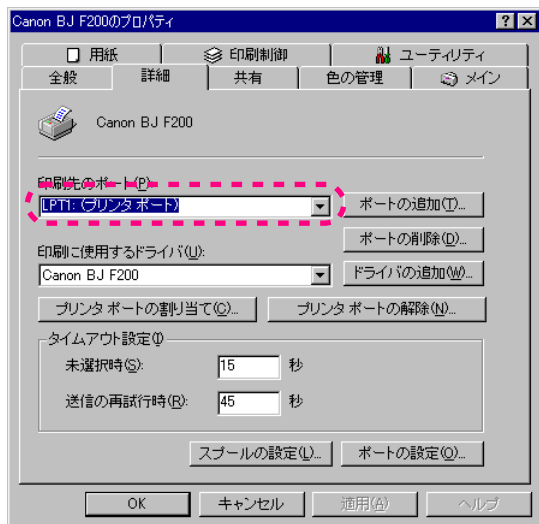 Canon BJ F200のプロパティ
用紙 印刷制御 ユーティリティ
全般 詳細 共有 色の管理 メイン
Canon BJ F200
印刷先のポート(P):
LPT1: (プリンタ ポート) ポートの追加(T)...
ポートの削除(D)...
印刷に使用するドライバ(U):
Canon BJ F200 ドライバの追加(W)...
プリンタ ポートの割り当て(C)... プリンタ ポートの解除(N)...
タイムアウト設定(I)
未選択時(S): 15 秒
送信の再試行時(R): 45 秒
スプールの設定(L)... ポートの設定(O)...
OK キャンセル 適用(A) ヘルプ